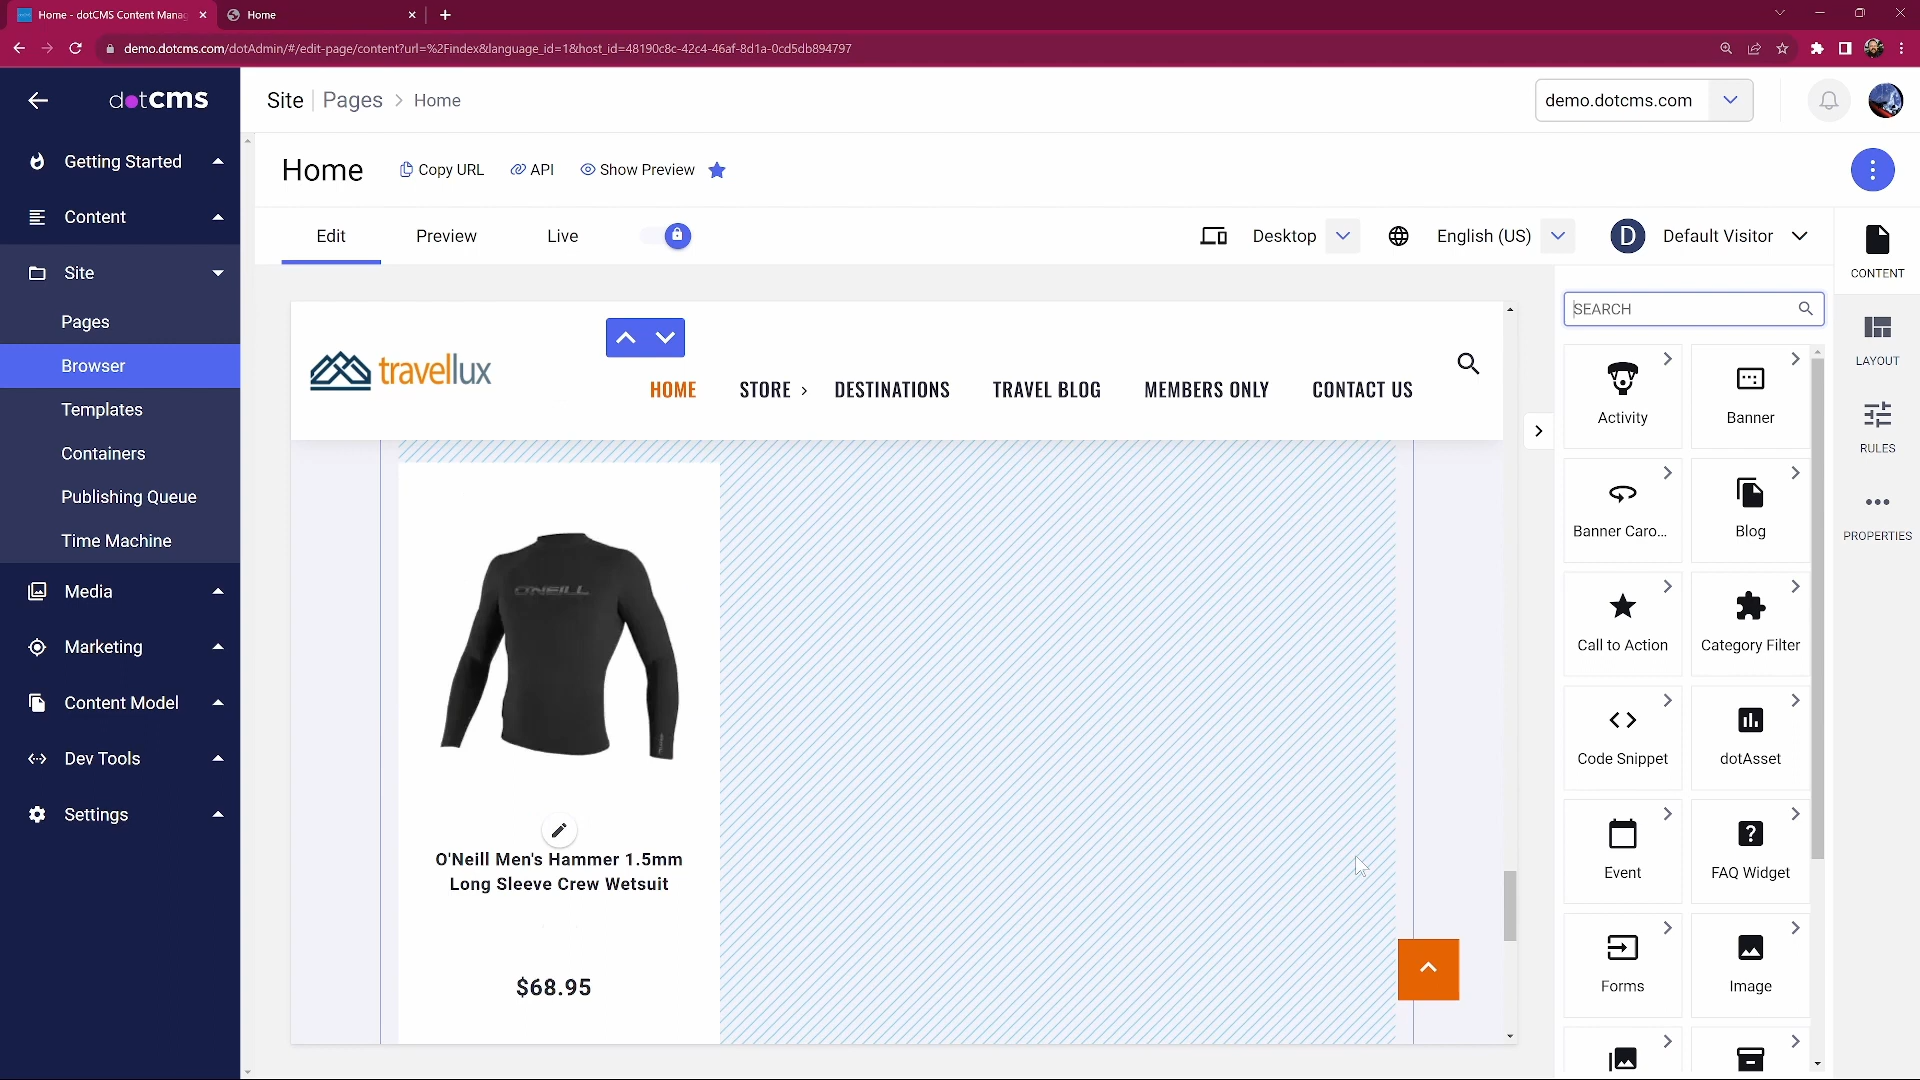 Home - dotCMS Content Manag
Home
demo.dotcms.com/dotAdmin/#/edit-page/content?url=%2Findex&language_id=1&host_id=48190c8c-42c4-46af-8d1a-0cd5db894797
dotCMS
Site
Pages > Home
demo.dotcms.com
Getting Started
Content
Site
Pages
Browser
Templates
Containers
Publishing Queue
Time Machine
Media
Marketing
Content Model
Dev Tools
Settings
Home
Copy URL
API
Show Preview
Edit
Preview
Live
Desktop
English (US)
D
Default Visitor
travellux
HOME
STORE >
DESTINATIONS
TRAVEL BLOG
MEMBERS ONLY
CONTACT US
O'NEILL
O'Neill Men's Hammer 1.5mm
Long Sleeve Crew Wetsuit
$68.95
SEARCH
Activity
Banner
Banner Caro...
Blog
Call to Action
Category Filter
Code Snippet
dotAsset
Event
FAQ Widget
Forms
Image
CONTENT
LAYOUT
RULES
PROPERTIES